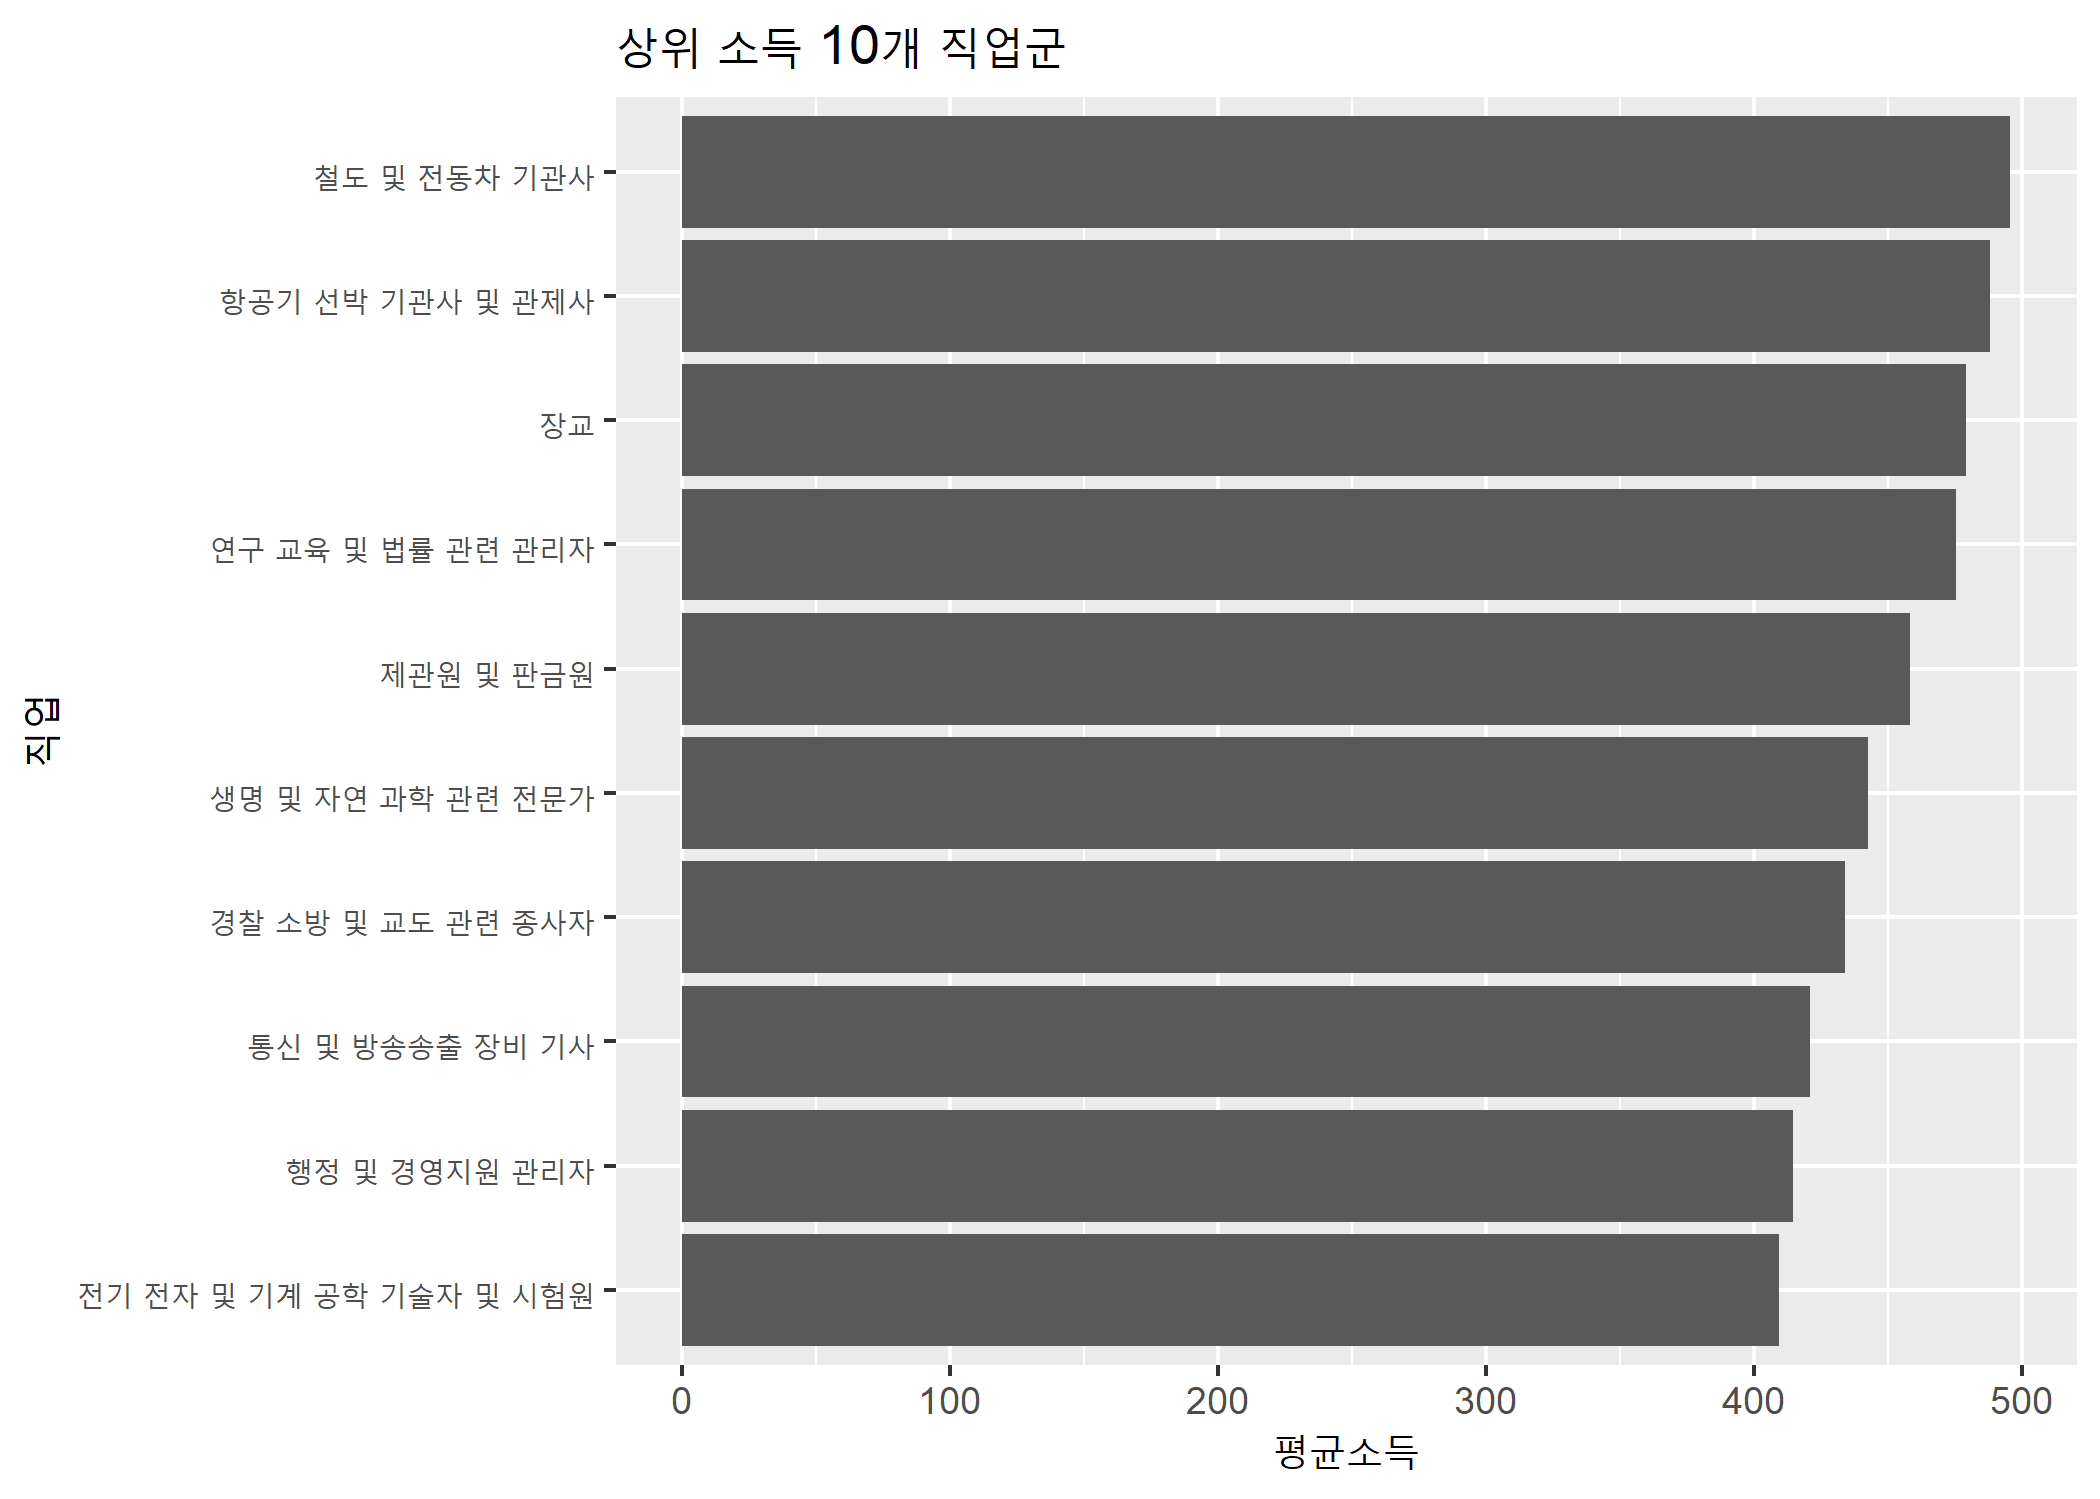 상위 소득 10개 직업군
철도 및 전동차 기관사
항공기 선박 기관사 및 관제사
장교
연구 교육 및 법률 관련 관리자
제관원 및 판금원
생명 및 자연 과학 관련 전문가
경찰 소방 및 교도 관련 종사자
통신 및 방송송출 장비 기사
행정 및 경영지원 관리자
전기 전자 및 기계 공학 기술자 및 시험원
직업
0 100 200 300 400 500
평균소득